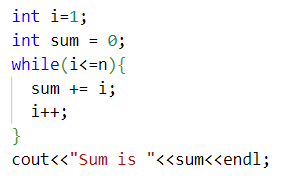 int i=1;
int sum = 0;
while(i<=n){
  sum += i;
  i++;
}
cout<<"Sum is "<<sum<<endl;